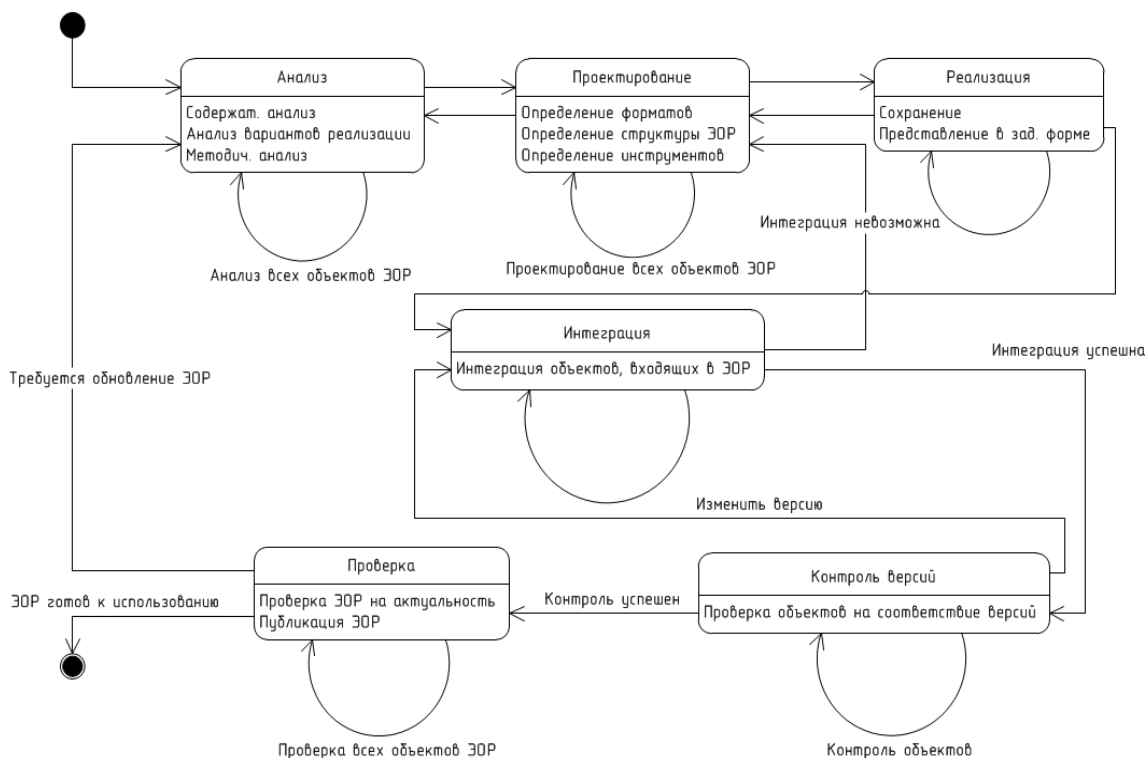 Анализ
Содержат. анализ
Анализ вариантов реализации
Методич. анализ
Анализ всех объектов ЭОР
Проектирование
Определение форматов
Определение структуры ЭОР
Определение инструментов
Проектирование всех объектов ЭОР
Реализация
Сохранение
Представление в зад. форме
Интеграция невозможна
Интеграция
Интеграция объектов, входящих в ЭОР
Интеграция успешна
Требуется обновление ЭОР
Изменить версию
Проверка
Проверка ЭОР на актуальность
Публикация ЭОР
Контроль успешен
Контроль версий
Проверка объектов на соответствие версий
ЭОР готов к использованию
Проверка всех объектов ЭОР
Контроль объектов